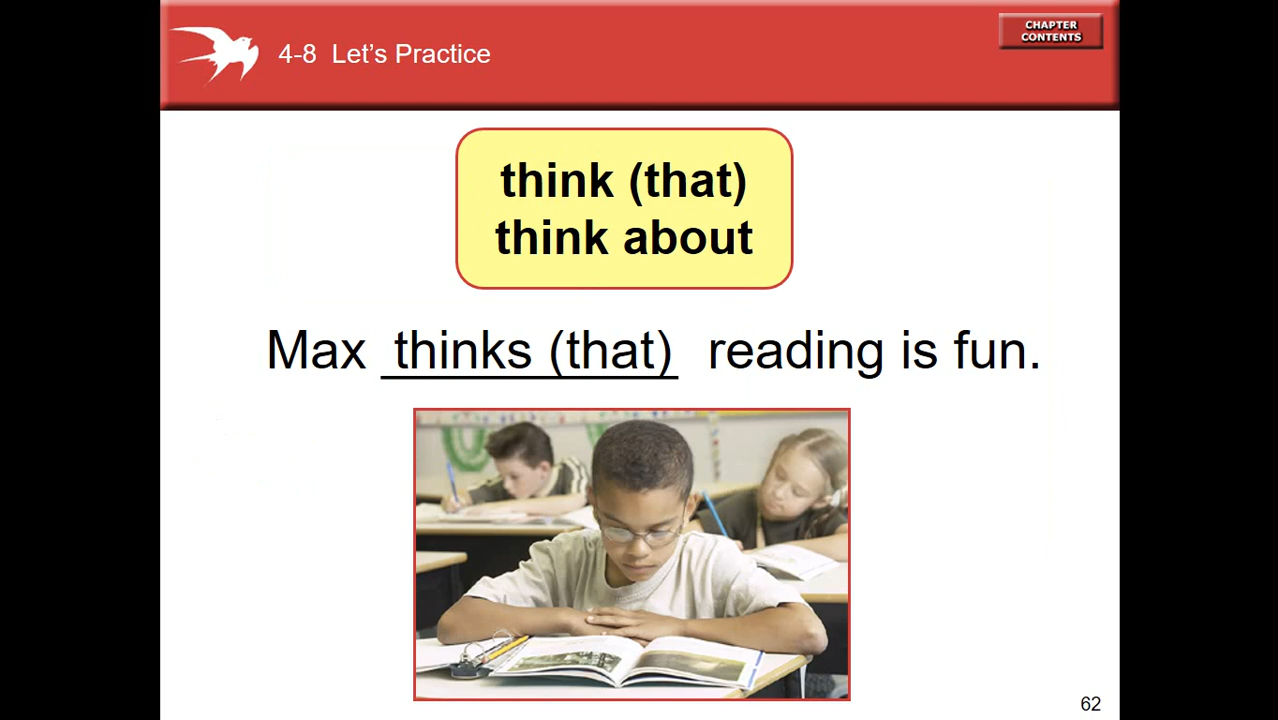 4-8 Let’s Practice
CHAPTER
CONTENTS
think (that)
think about
Max thinks (that) reading is fun.
62